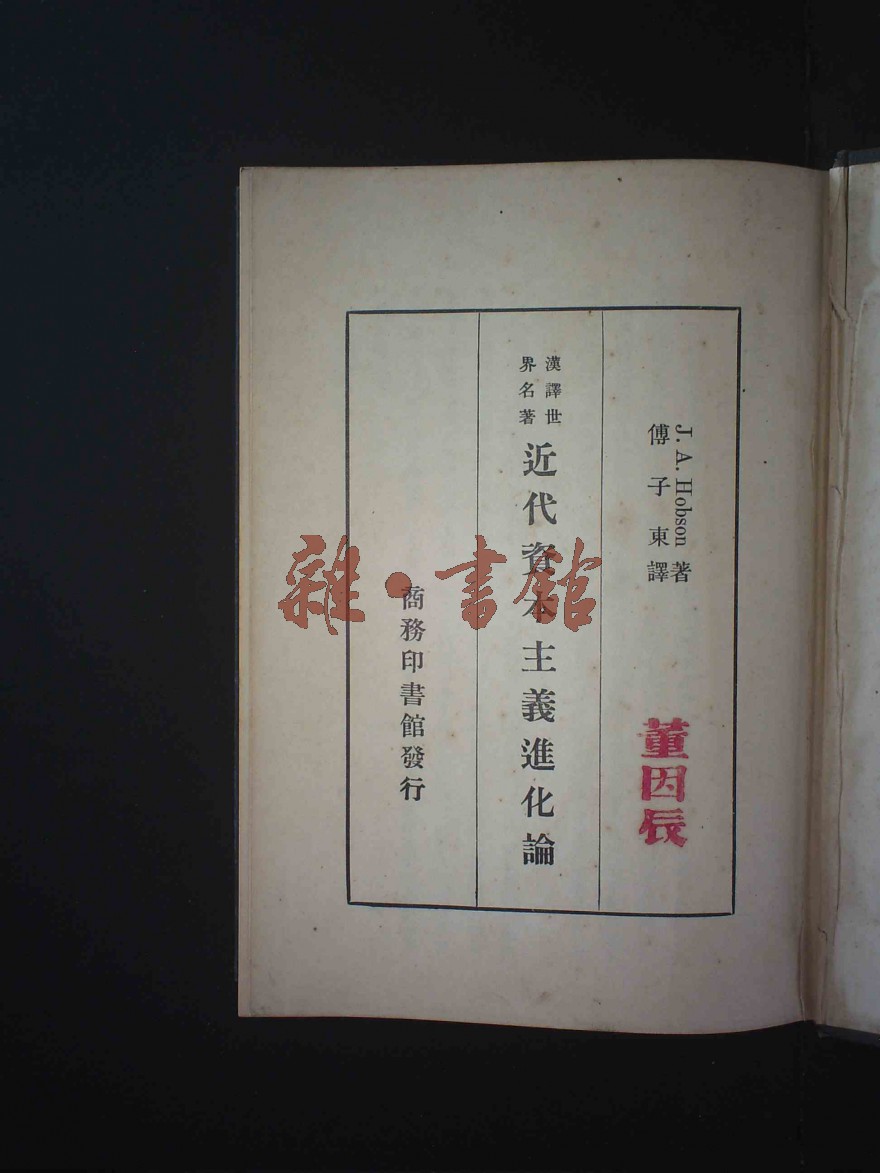 J. A. Hobson 著
傅子東譯
董因辰
漢譯世
界名著
近代資本主義進化論
商務印書館發行
雜·書館